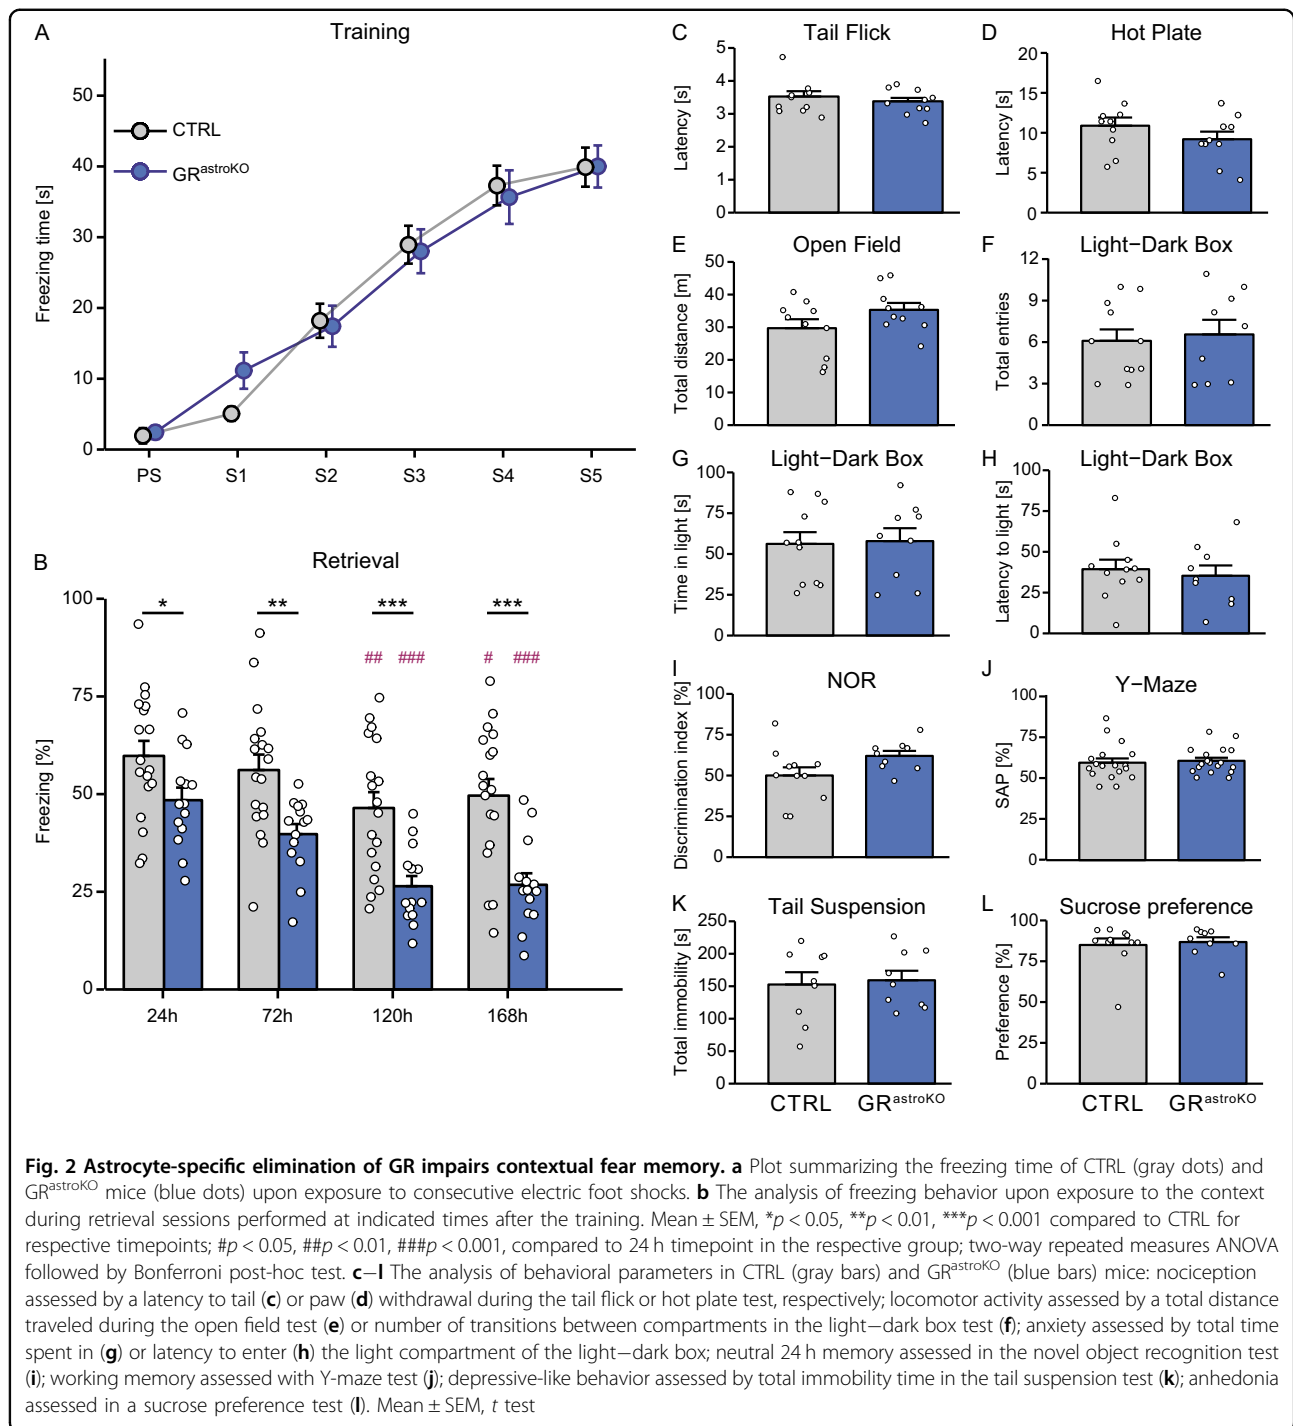 A
Training
Freezing time [s]
50
40
30
20
10
0
CTRL
GRastroKO
PS S1 S2 S3 S4 S5
B
Retrieval
Freezing [%]
100
75
50
25
0
* ** *** ***
## ### # ###
24h 72h 120h 168h
C
Tail Flick
Latency [s]
5
4
3
2
1
0
D
Hot Plate
Latency [s]
20
15
10
5
0
E
Open Field
Total distance [m]
50
40
30
20
10
0
F
Light−Dark Box
Total entries
12
9
6
3
0
G
Light−Dark Box
Time in light [s]
100
75
50
25
0
H
Light−Dark Box
Latency to light [s]
100
75
50
25
0
I
NOR
Discrimination index [%]
100
75
50
25
0
J
Y−Maze
SAP [%]
100
75
50
25
0
K
Tail Suspension
Total immobility [s]
250
200
150
100
50
0
CTRL GRastroKO
L
Sucrose preference
Preference [%]
100
75
50
25
0
CTRL GRastroKO
Fig. 2 Astrocyte-specific elimination of GR impairs contextual fear memory. a Plot summarizing the freezing time of CTRL (gray dots) and
GRastroKO mice (blue dots) upon exposure to consecutive electric foot shocks. b The analysis of freezing behavior upon exposure to the context
during retrieval sessions performed at indicated times after the training. Mean ± SEM, *p < 0.05, **p < 0.01, ***p < 0.001 compared to CTRL for
respective timepoints; #p < 0.05, ##p < 0.01, ###p < 0.001, compared to 24 h timepoint in the respective group; two-way repeated measures ANOVA
followed by Bonferroni post-hoc test. c–l The analysis of behavioral parameters in CTRL (gray bars) and GRastroKO (blue bars) mice: nociception
assessed by a latency to tail (c) or paw (d) withdrawal during the tail flick or hot plate test, respectively; locomotor activity assessed by a total distance
traveled during the open field test (e) or number of transitions between compartments in the light–dark box test (f); anxiety assessed by total time
spent in (g) or latency to enter (h) the light compartment of the light–dark box; neutral 24 h memory assessed in the novel object recognition test
(i); working memory assessed with Y-maze test (j); depressive-like behavior assessed by total immobility time in the tail suspension test (k); anhedonia
assessed in a sucrose preference test (l). Mean ± SEM, t test